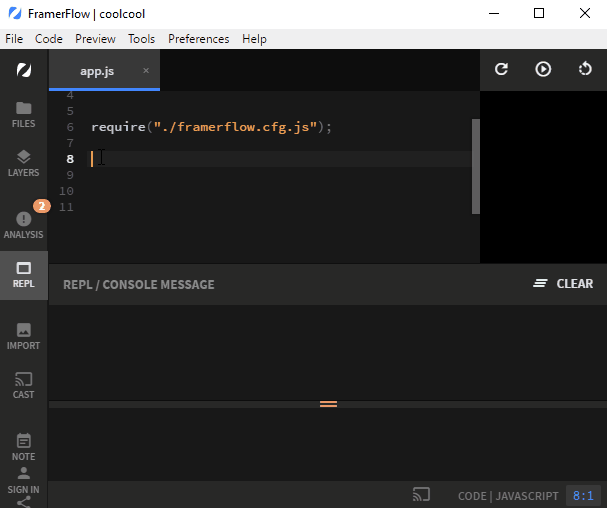 FramerFlow | coolcool
File Code Preview Tools Preferences Help
app.js ×
FILES
LAYERS
2
ANALYSIS
REPL
IMPORT
CAST
NOTE
SIGN IN
4
5
6 require("./framerflow.cfg.js");
7
8
9
10
11
REPL / CONSOLE MESSAGE
CLEAR
CODE | JAVASCRIPT 8:1